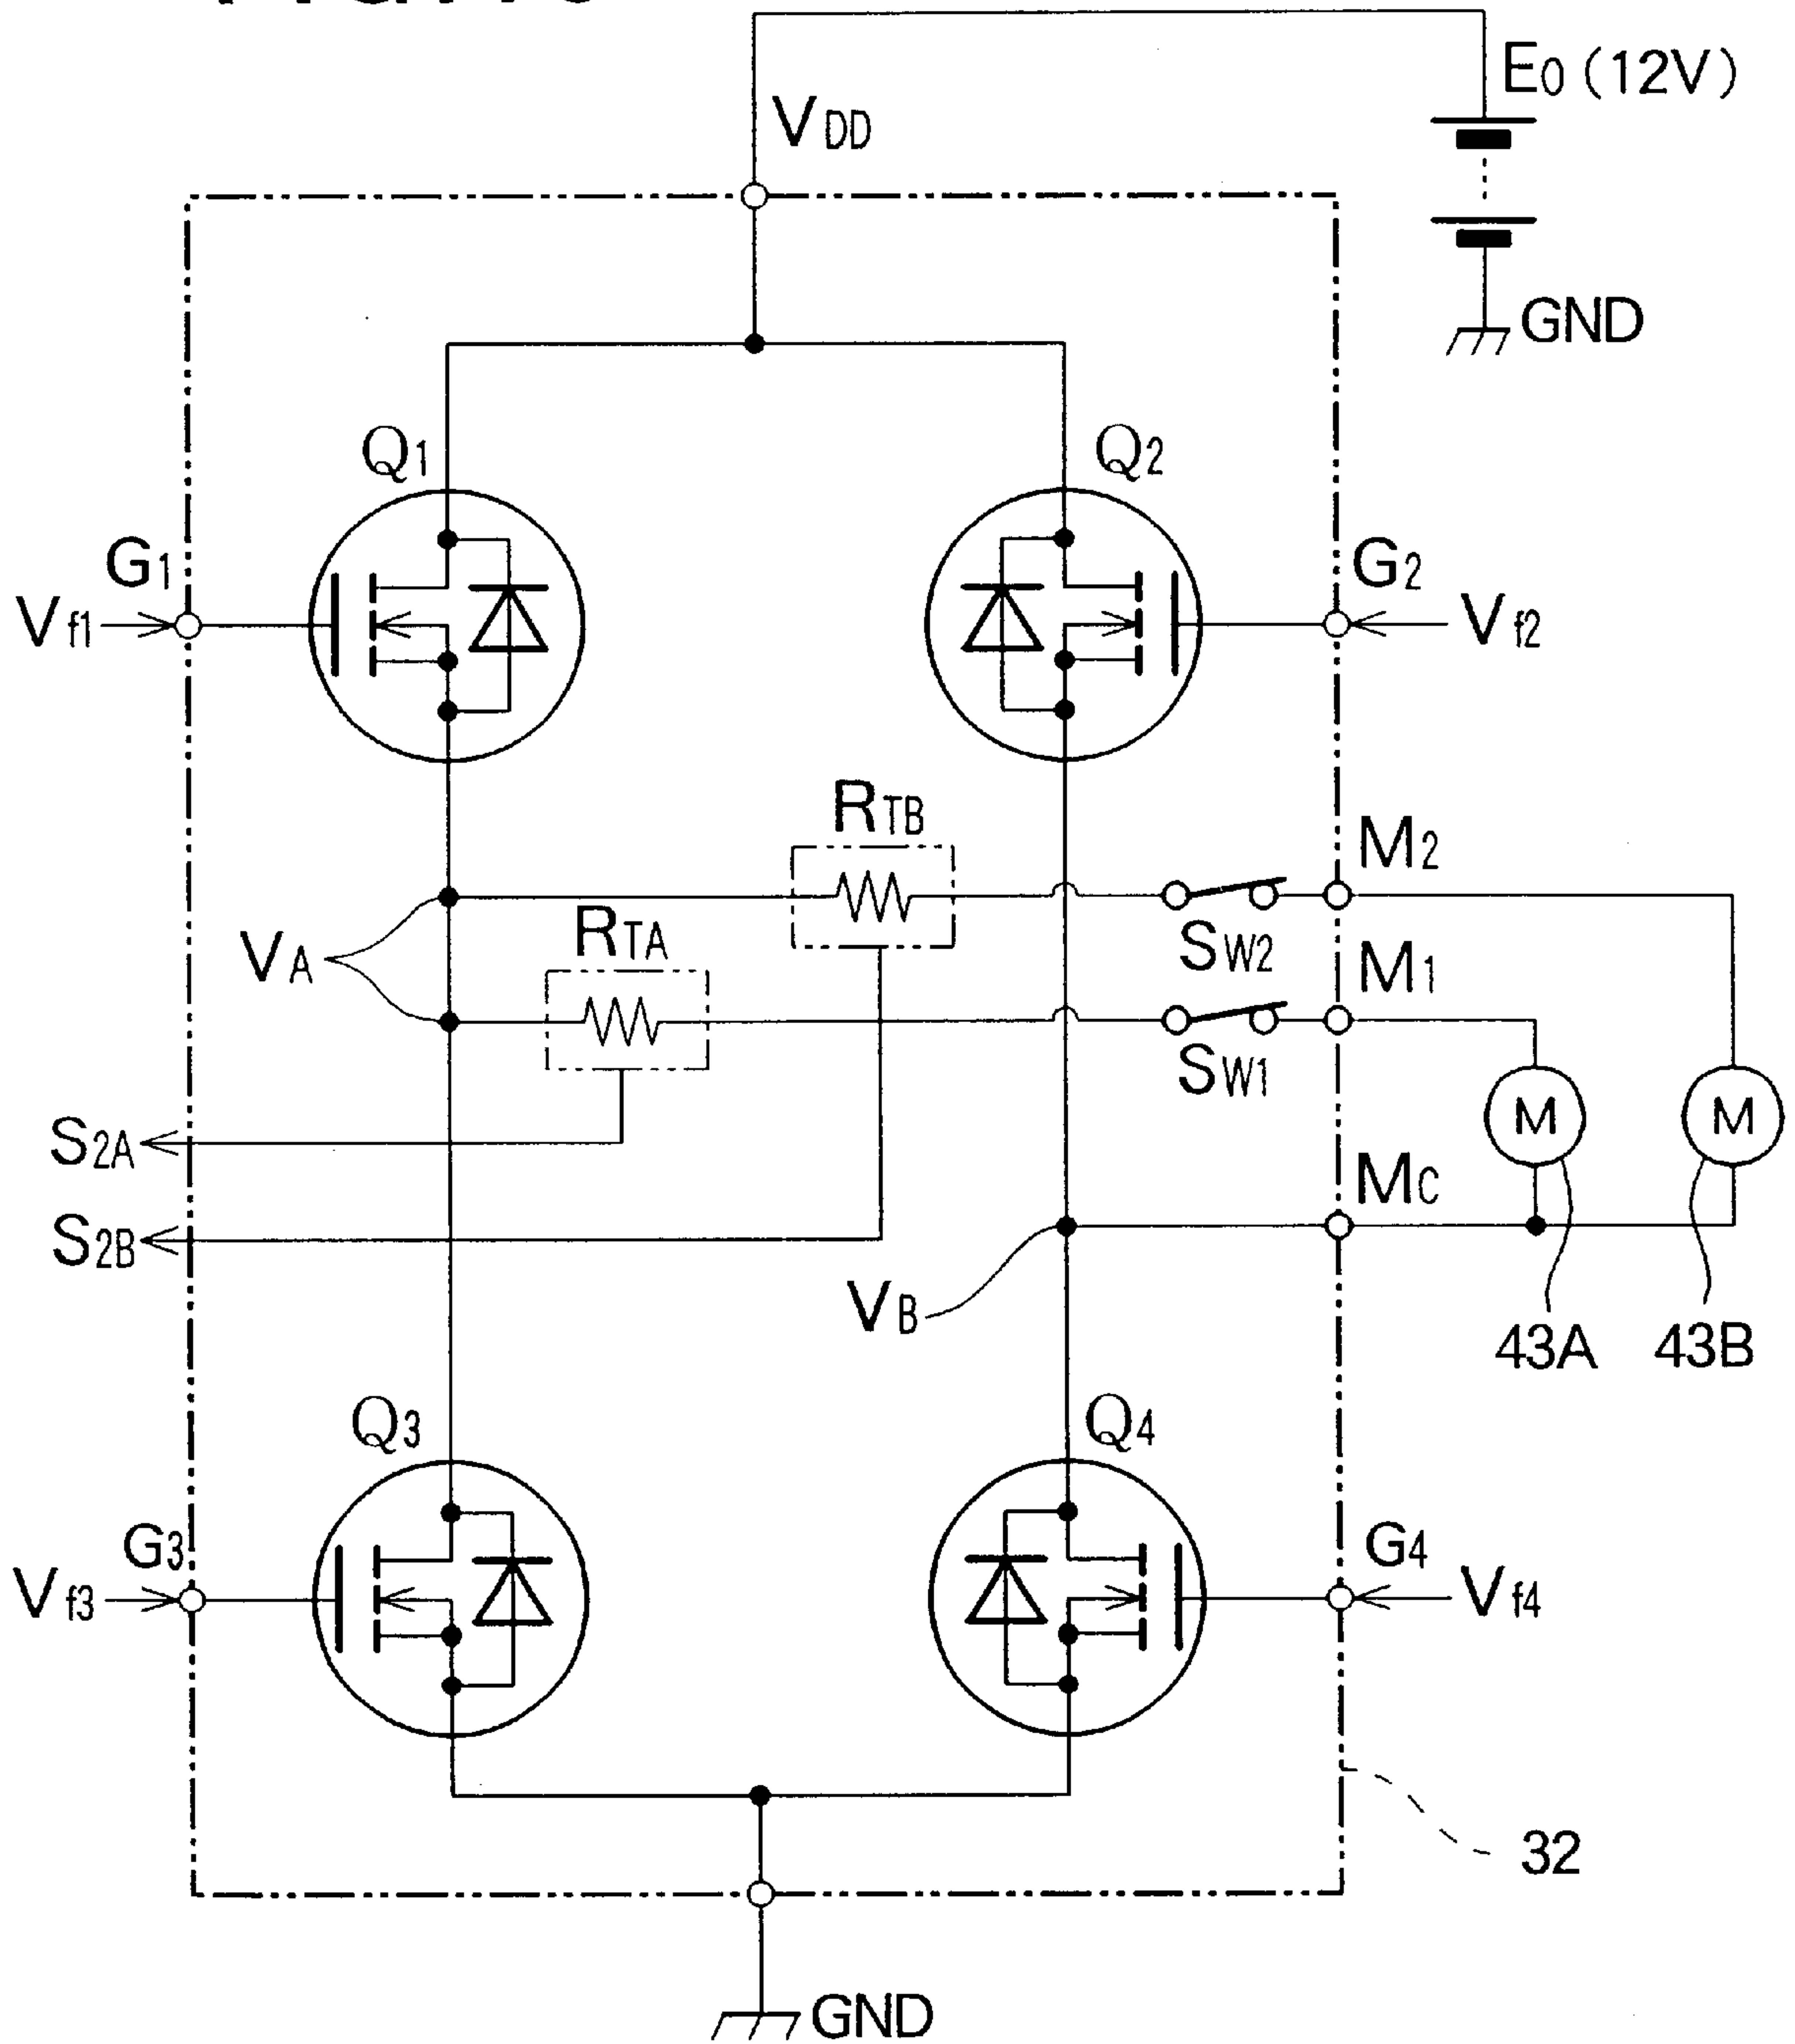 E0 (12V)
VDD
GND
Q1
Q2
G1
G2
Vf1
Vf2
RTB
M2
RTA
SW2
VA
M1
SW1
M
M
S2A
MC
S2B
VB
43A
43B
Q3
Q4
G3
G4
Vf3
Vf4
32
GND